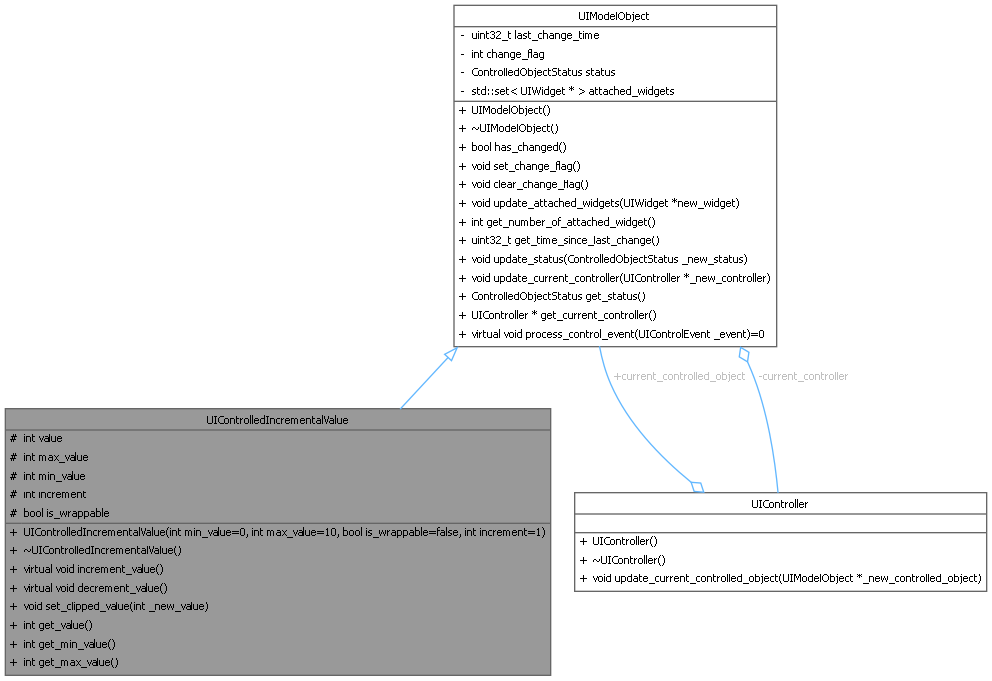 UIModelObject
- uint32_t last_change_time
- int change_flag
- ControlledObjectStatus status
- std::set< UIWidget * > attached_widgets
+ UIModelObject()
+ ~UIModelObject()
+ bool has_changed()
+ void set_change_flag()
+ void clear_change_flag()
+ void update_attached_widgets(UIWidget *new_widget)
+ int get_number_of_attached_widget()
+ uint32_t get_time_since_last_change()
+ void update_status(ControlledObjectStatus _new_status)
+ void update_current_controller(UIController *_new_controller)
+ ControlledObjectStatus get_status()
+ UIController * get_current_controller()
+ virtual void process_control_event(UIControlEvent _event)=0
+current_controlled_object
-current_controller
UIControlledIncrementalValue
# int value
# int max_value
# int min_value
# int increment
# bool is_wrappable
+ UIControlledIncrementalValue(int min_value=0, int max_value=10, bool is_wrappable=false, int increment=1)
+ ~UIControlledIncrementalValue()
+ virtual void increment_value()
+ virtual void decrement_value()
+ void set_clipped_value(int _new_value)
+ int get_value()
+ int get_min_value()
+ int get_max_value()
UIController
+ UIController()
+ ~UIController()
+ void update_current_controlled_object(UIModelObject *_new_controlled_object)